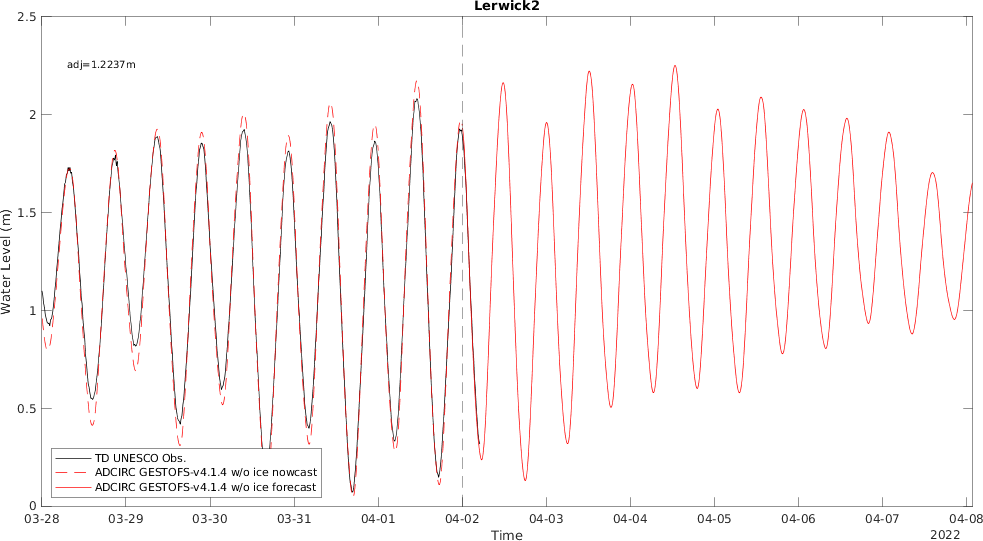 Lerwick2
adj=1.2237m
2.5
2
1.5
1
0.5
0
Water Level (m)
TD UNESCO Obs.
ADCIRC GESTOFS-v4.1.4 w/o ice nowcast
ADCIRC GESTOFS-v4.1.4 w/o ice forecast
03-28 03-29 03-30 03-31 04-01 04-02 04-03 04-04 04-05 04-06 04-07 04-08
Time
2022